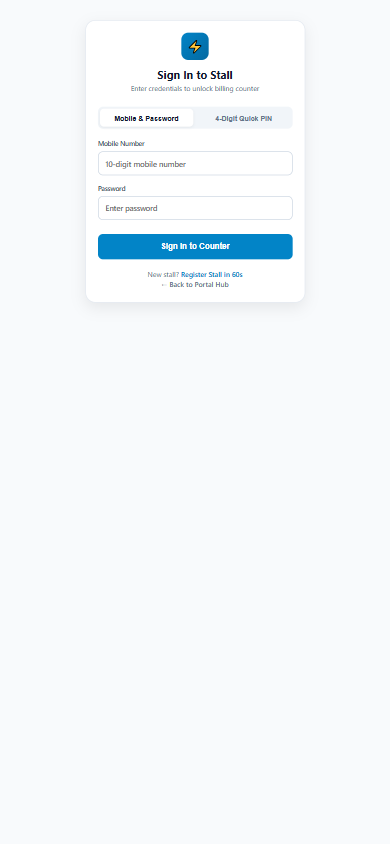 Sign In to Stall
Enter credentials to unlock billing counter
Mobile & Password
4-Digit Quick PIN
Mobile Number
10-digit mobile number
Password
Enter password
Sign In to Counter
New stall? Register Stall in 60s
← Back to Portal Hub